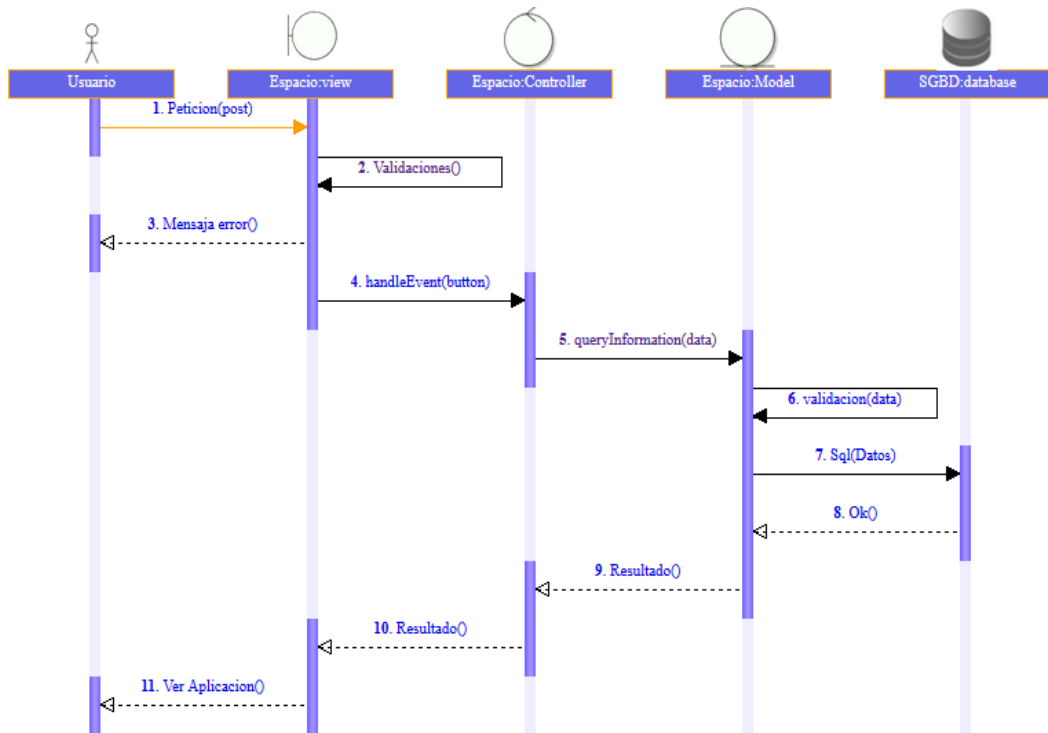 Usuario
Espacio:view
Espacio:Controller
Espacio:Model
SGBD:database
1. Peticion(post)
2. Validaciones()
3. Mensaja error()
4. handleEvent(button)
5. queryInformation(data)
6. validacion(data)
7. Sql(Datos)
8. Ok()
9. Resultado()
10. Resultado()
11. Ver Aplicacion()